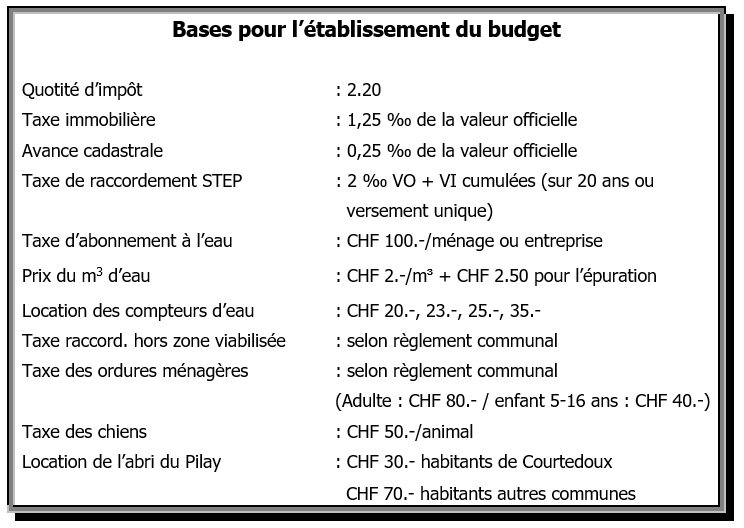 Bases pour l’établissement du budget
Quotité d’impôt : 2.20
Taxe immobilière : 1,25 ‰ de la valeur officielle
Avance cadastrale : 0,25 ‰ de la valeur officielle
Taxe de raccordement STEP : 2 ‰ VO + VI cumulées (sur 20 ans ou
versement unique)
Taxe d’abonnement à l’eau : CHF 100.-/ménage ou entreprise
Prix du m³ d’eau : CHF 2.-/m³ + CHF 2.50 pour l’épuration
Location des compteurs d’eau : CHF 20.-, 23.-, 25.-, 35.-
Taxe raccord. hors zone viabilisée : selon règlement communal
Taxe des ordures ménagères : selon règlement communal
(Adulte : CHF 80.- / enfant 5-16 ans : CHF 40.-)
Taxe des chiens : CHF 50.-/animal
Location de l’abri du Pilay : CHF 30.- habitants de Courtedoux
CHF 70.- habitants autres communes